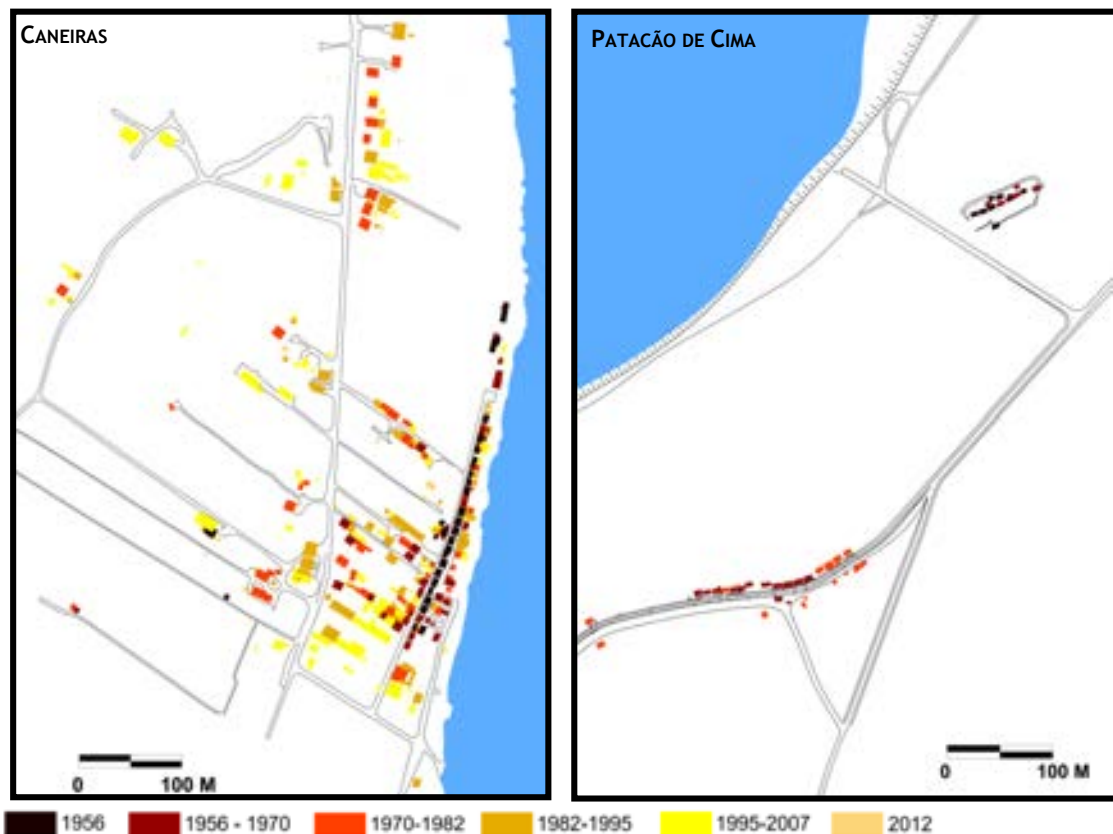 CANEIRAS
PATACÃO DE CIMA
0 100 M
0 100 M
1956 1956 - 1970 1970-1982 1982-1995 1995-2007 2012